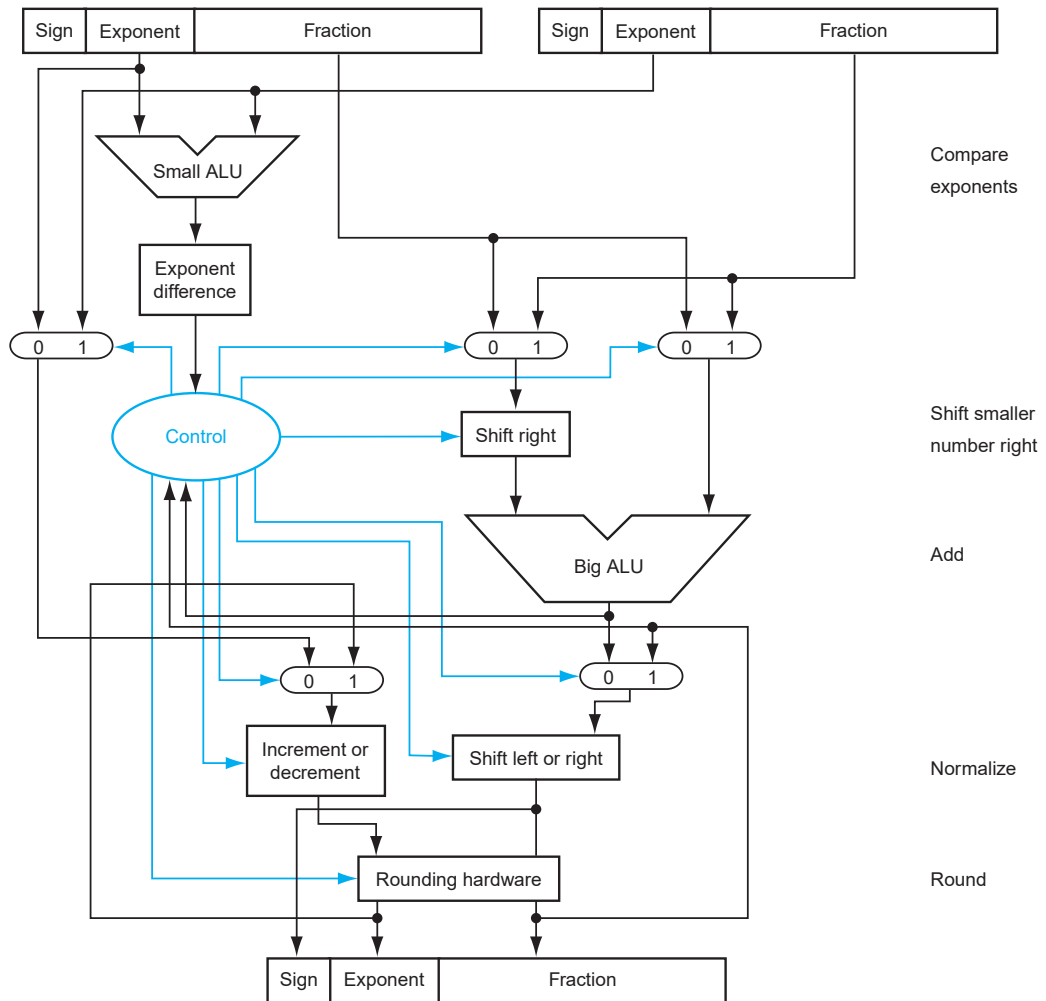 Sign Exponent Fraction Sign Exponent Fraction
Small ALU
Compare
exponents
Exponent
difference
0 1 0 1 0 1
Control
Shift right
Shift smaller
number right
Big ALU
Add
0 1 0 1
Increment or
decrement
Shift left or right
Normalize
Rounding hardware
Round
Sign Exponent Fraction